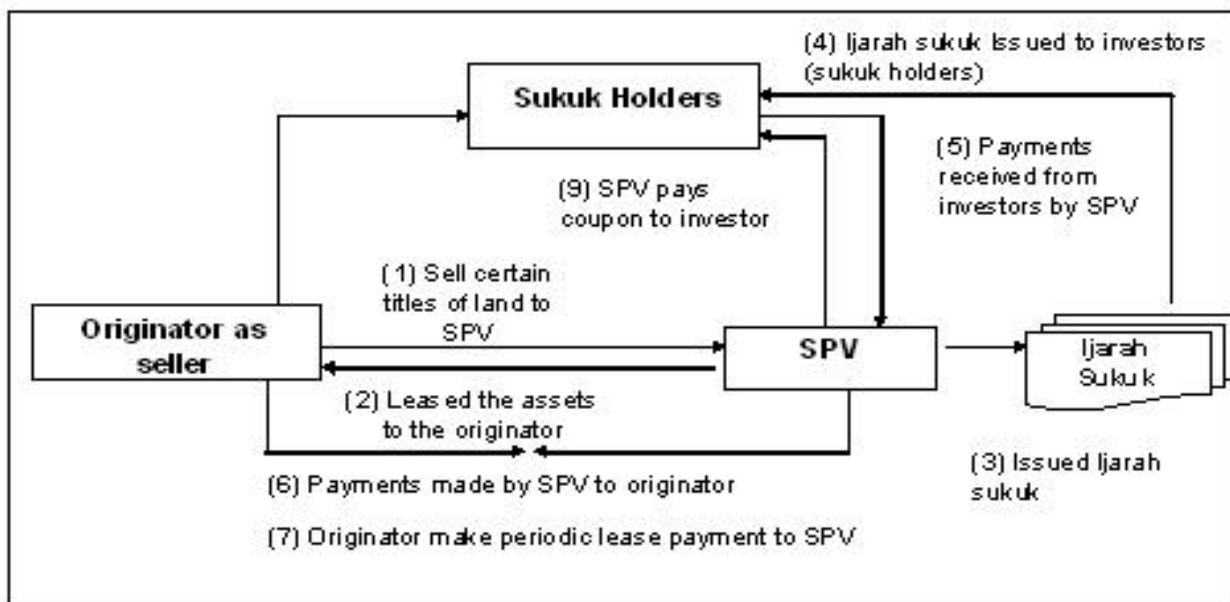 (4) Ijarah sukuk Issued to investors
(sukuk holders)
Sukuk Holders
(5) Payments
received from
investors by SPV
(9) SPV pays
coupon to investor
(1) Sell certain
titles of land to
SPV
Originator as
seller
SPV
Ijarah
Sukuk
(2) Leased the assets
to the originator
(3) Issued Ijarah
sukuk
(6) Payments made by SPV to originator
(7) Originator make periodic lease payment to SPV